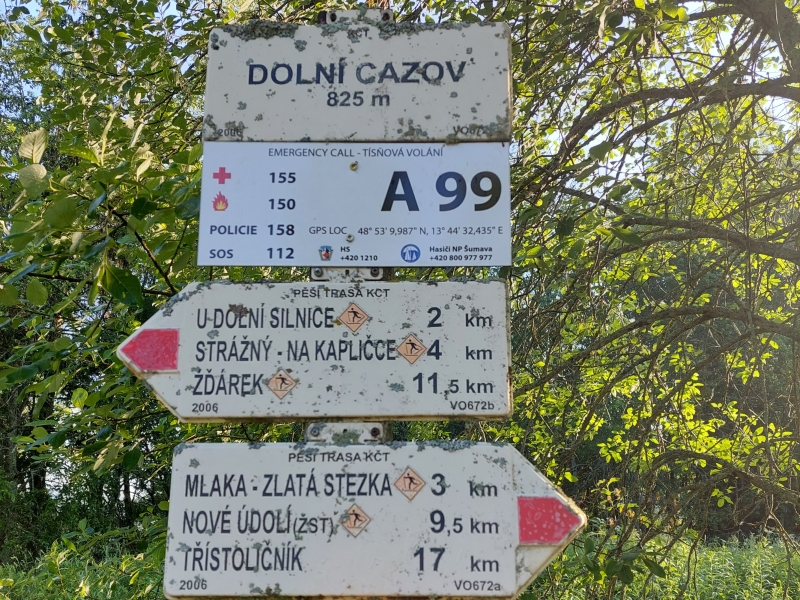 KČT
DOLNÍ CAZOV
825 m
2006 VO672
EMERGENCY CALL - TÍSŇOVÁ VOLÁNÍ
155
150
POLICIE 158
SOS 112
A 99
GPS LOC 48° 53' 9,987" N, 13° 44' 32,435" E
HS
+420 1210
Hasiči NP Šumava
+420 800 977 977
PĚŠÍ TRASA KČT
U DOLNÍ SILNICE 2 km
STRÁŽNÝ - NA KAPLIČCE 4 km
ŽĎÁREK 11,5 km
2006 VO672b
PĚŠÍ TRASA KČT
MLAKA - ZLATÁ STEZKA 3 km
NOVÉ ÚDOLÍ (ŽST) 9,5 km
TŘÍSTOLIČNÍK 17 km
2006 VO672a